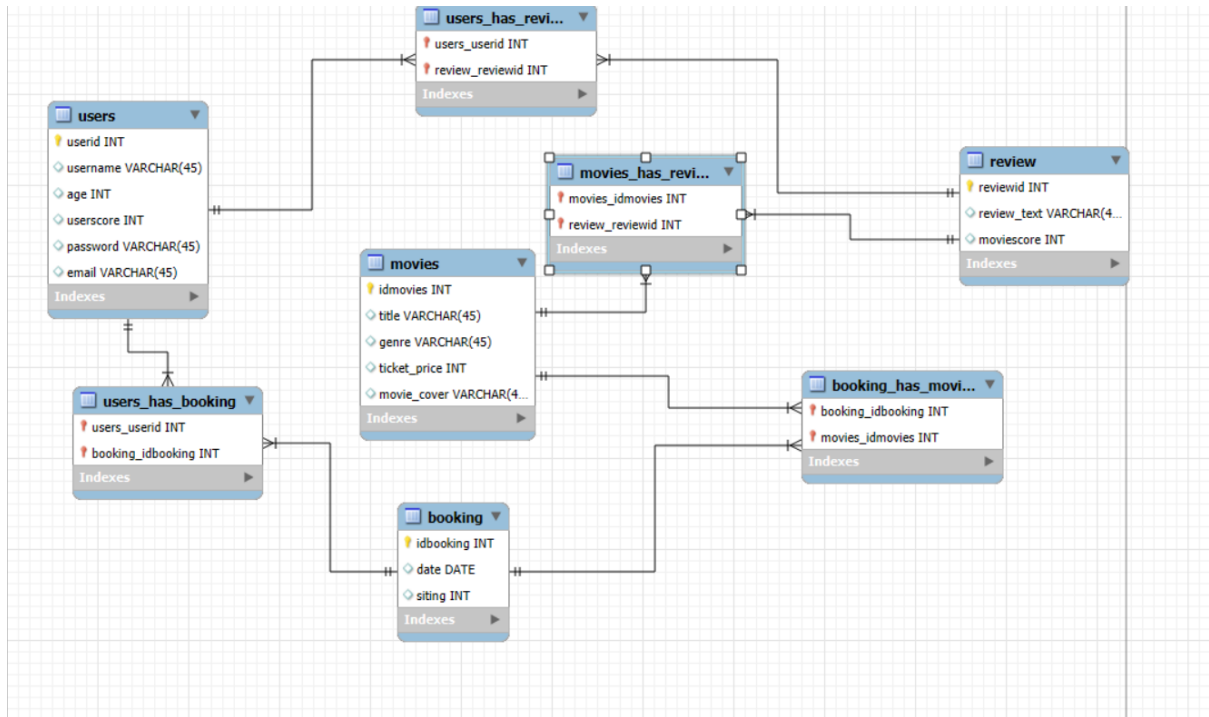 users_has_revi...
users_userid INT
review_reviewid INT
Indexes
users
userid INT
username VARCHAR(45)
age INT
userscore INT
password VARCHAR(45)
email VARCHAR(45)
Indexes
movies_has_revi...
movies_idmovies INT
review_reviewid INT
Indexes
review
reviewid INT
review_text VARCHAR(4...
moviescore INT
Indexes
movies
idmovies INT
title VARCHAR(45)
genre VARCHAR(45)
ticket_price INT
movie_cover VARCHAR(4...
Indexes
users_has_booking
users_userid INT
booking_idbooking INT
Indexes
booking_has_movi...
booking_idbooking INT
movies_idmovies INT
Indexes
booking
idbooking INT
date DATE
siting INT
Indexes